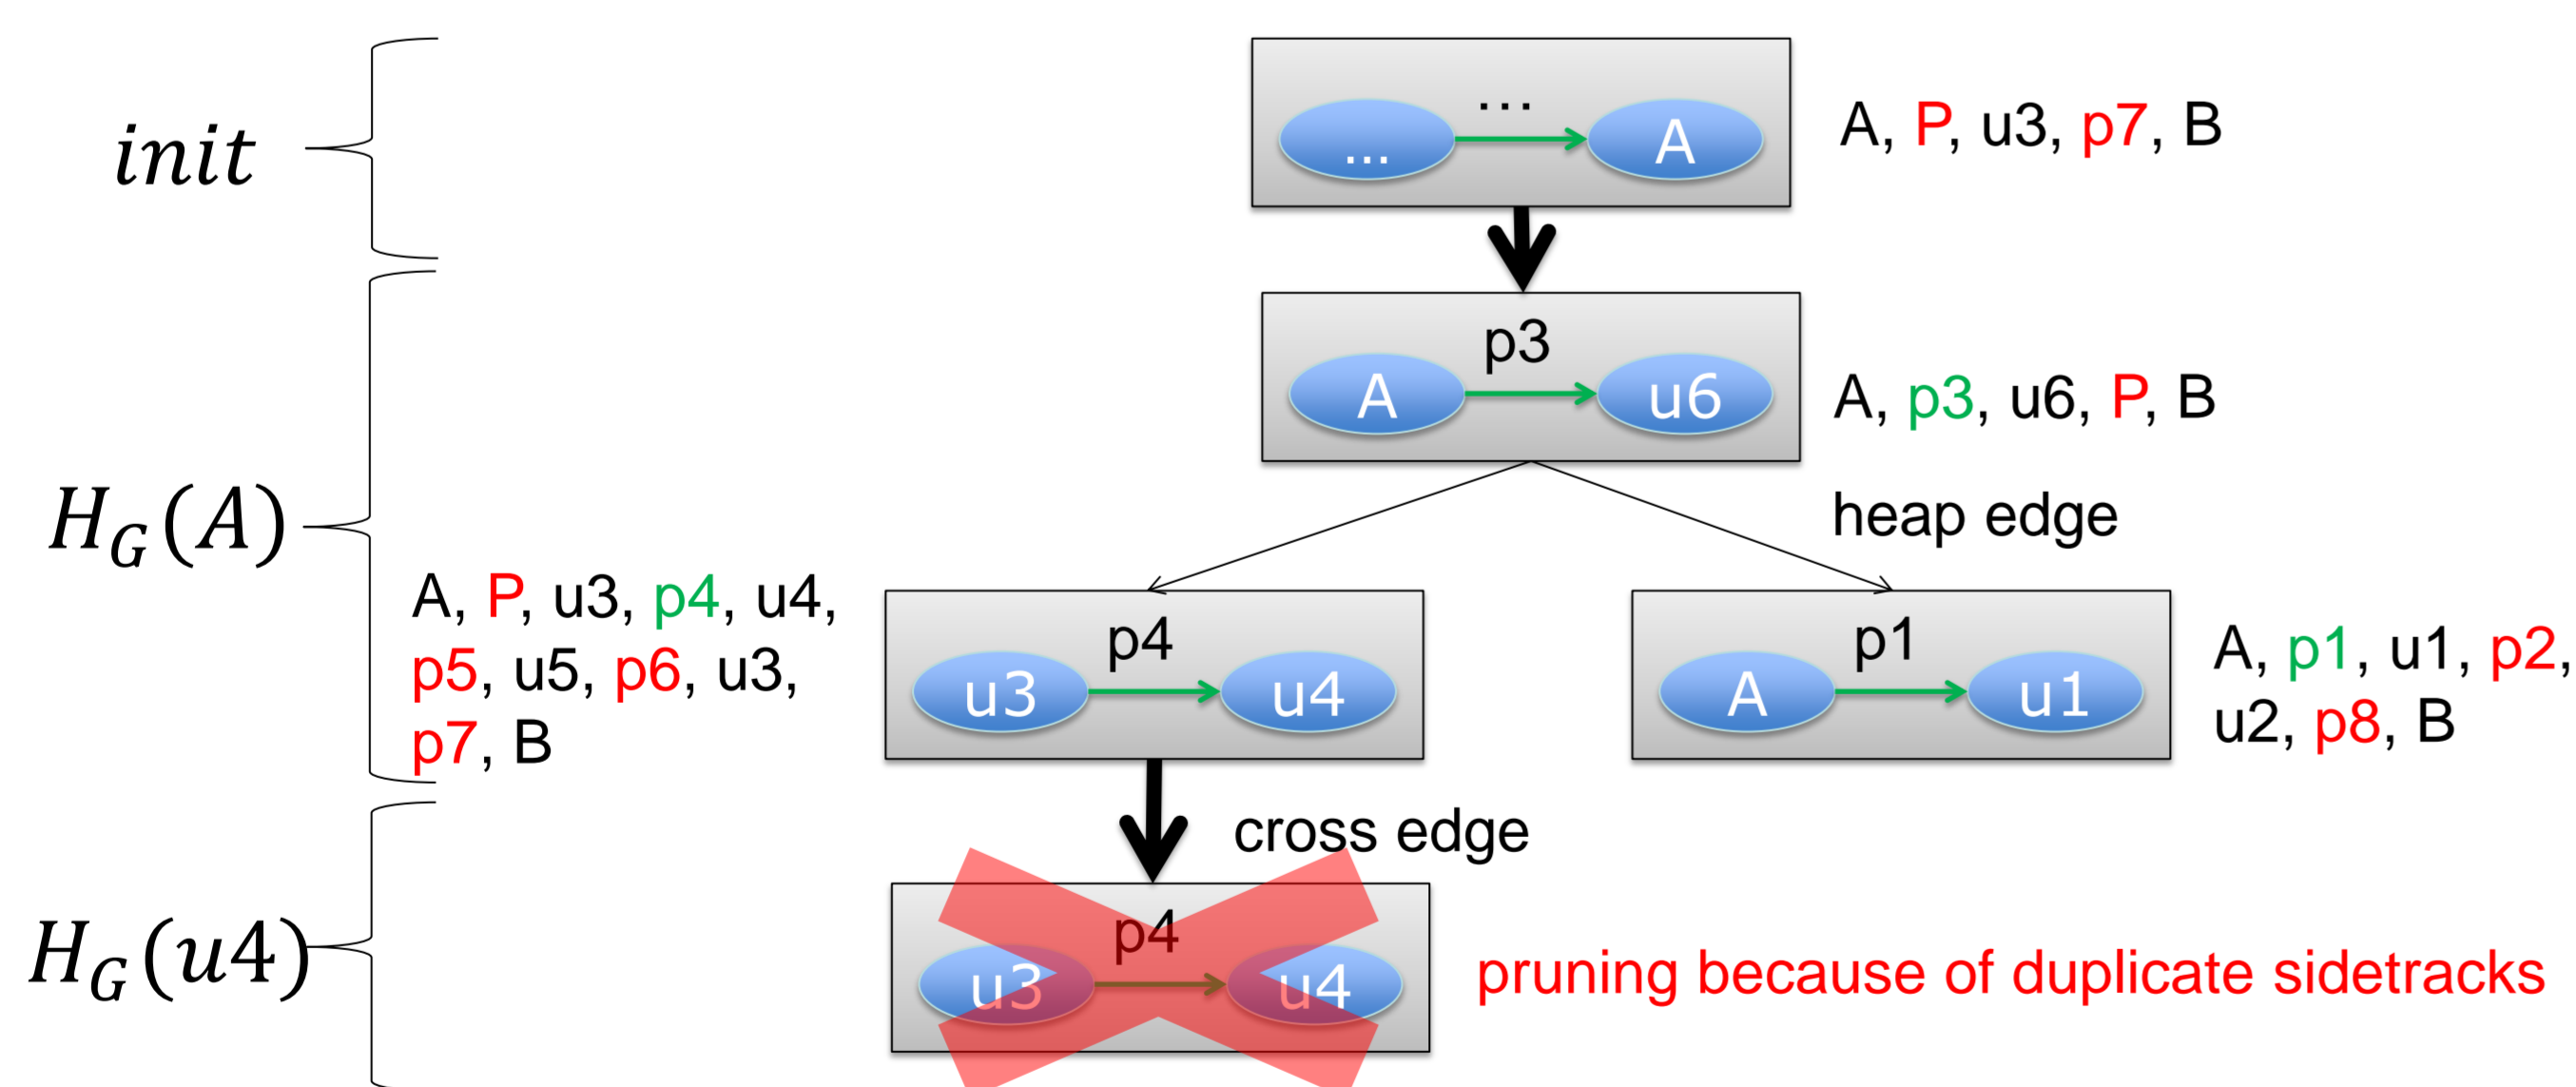 init
...
...
A
A, P, u3, p7, B
p3
A
u6
A, p3, u6, P, B
H_G(A)
heap edge
A, P, u3, p4, u4,
p5, u5, p6, u3,
p7, B
p4
u3
u4
p1
A
u1
A, p1, u1, p2,
u2, p8, B
cross edge
H_G(u4)
p4
u3
u4
pruning because of duplicate sidetracks